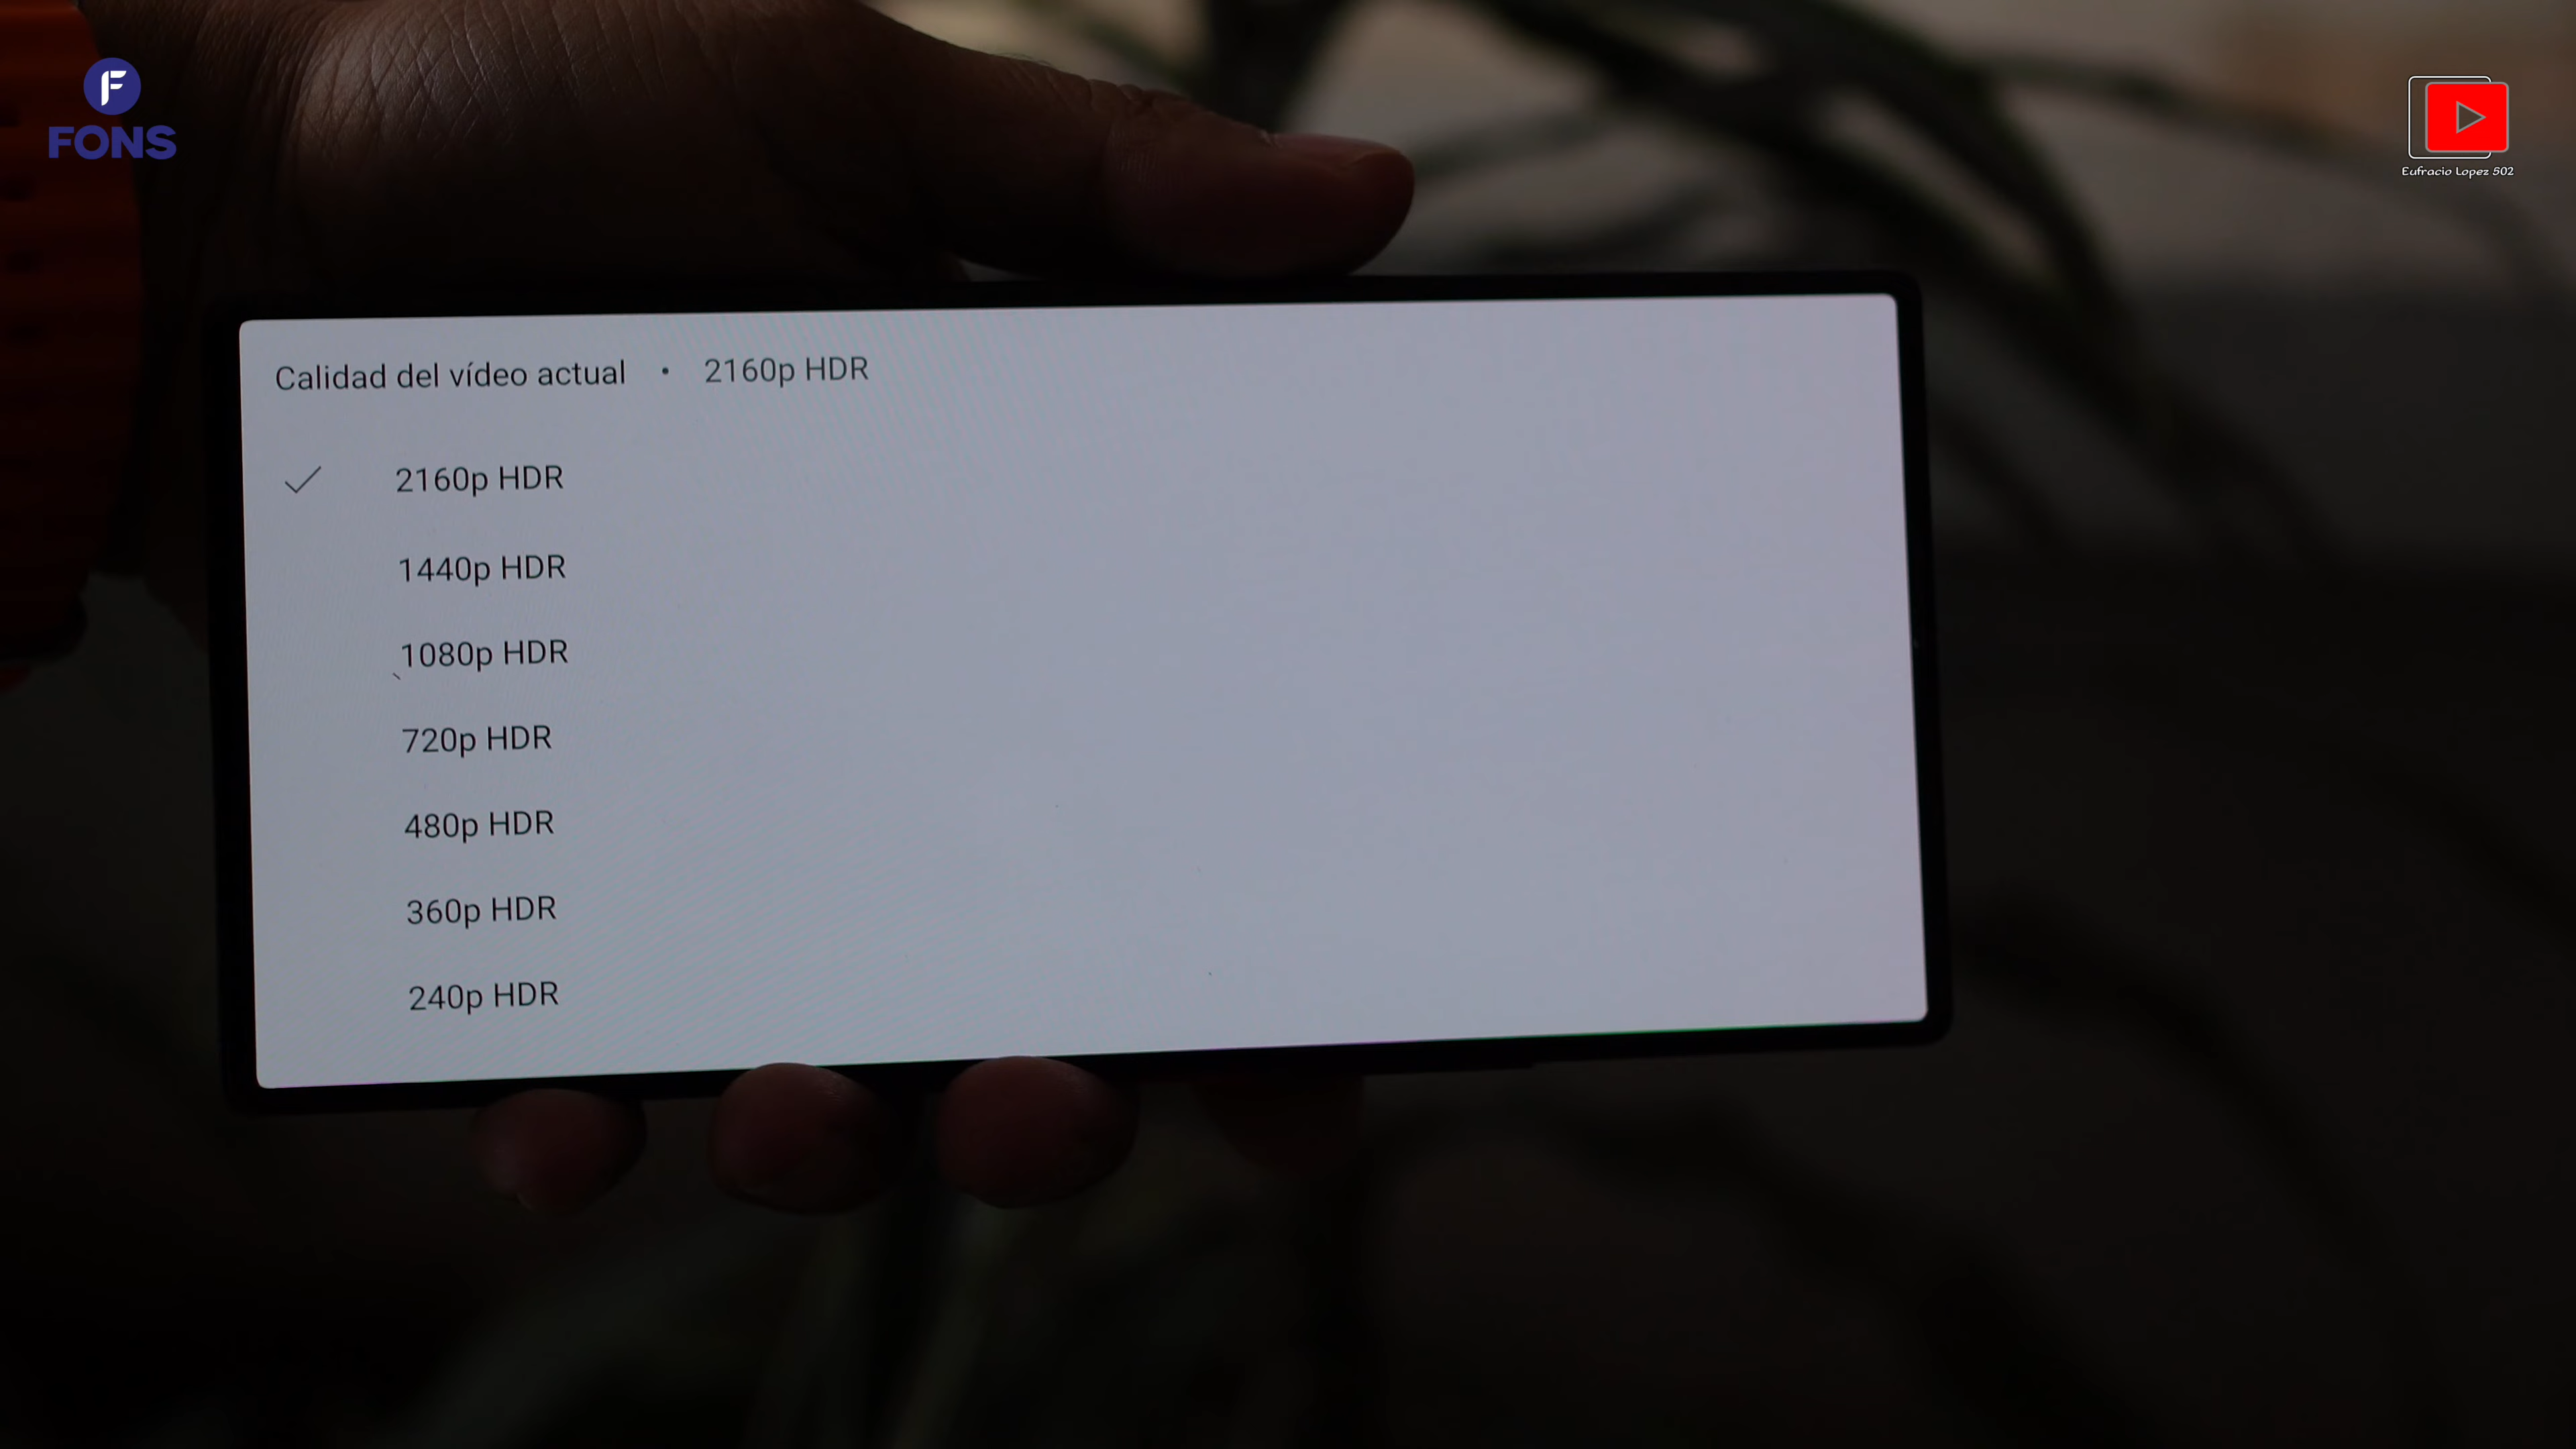 F
FONS
Eufracio Lopez 502
Calidad del vídeo actual • 2160p HDR
2160p HDR
1440p HDR
1080p HDR
720p HDR
480p HDR
360p HDR
240p HDR